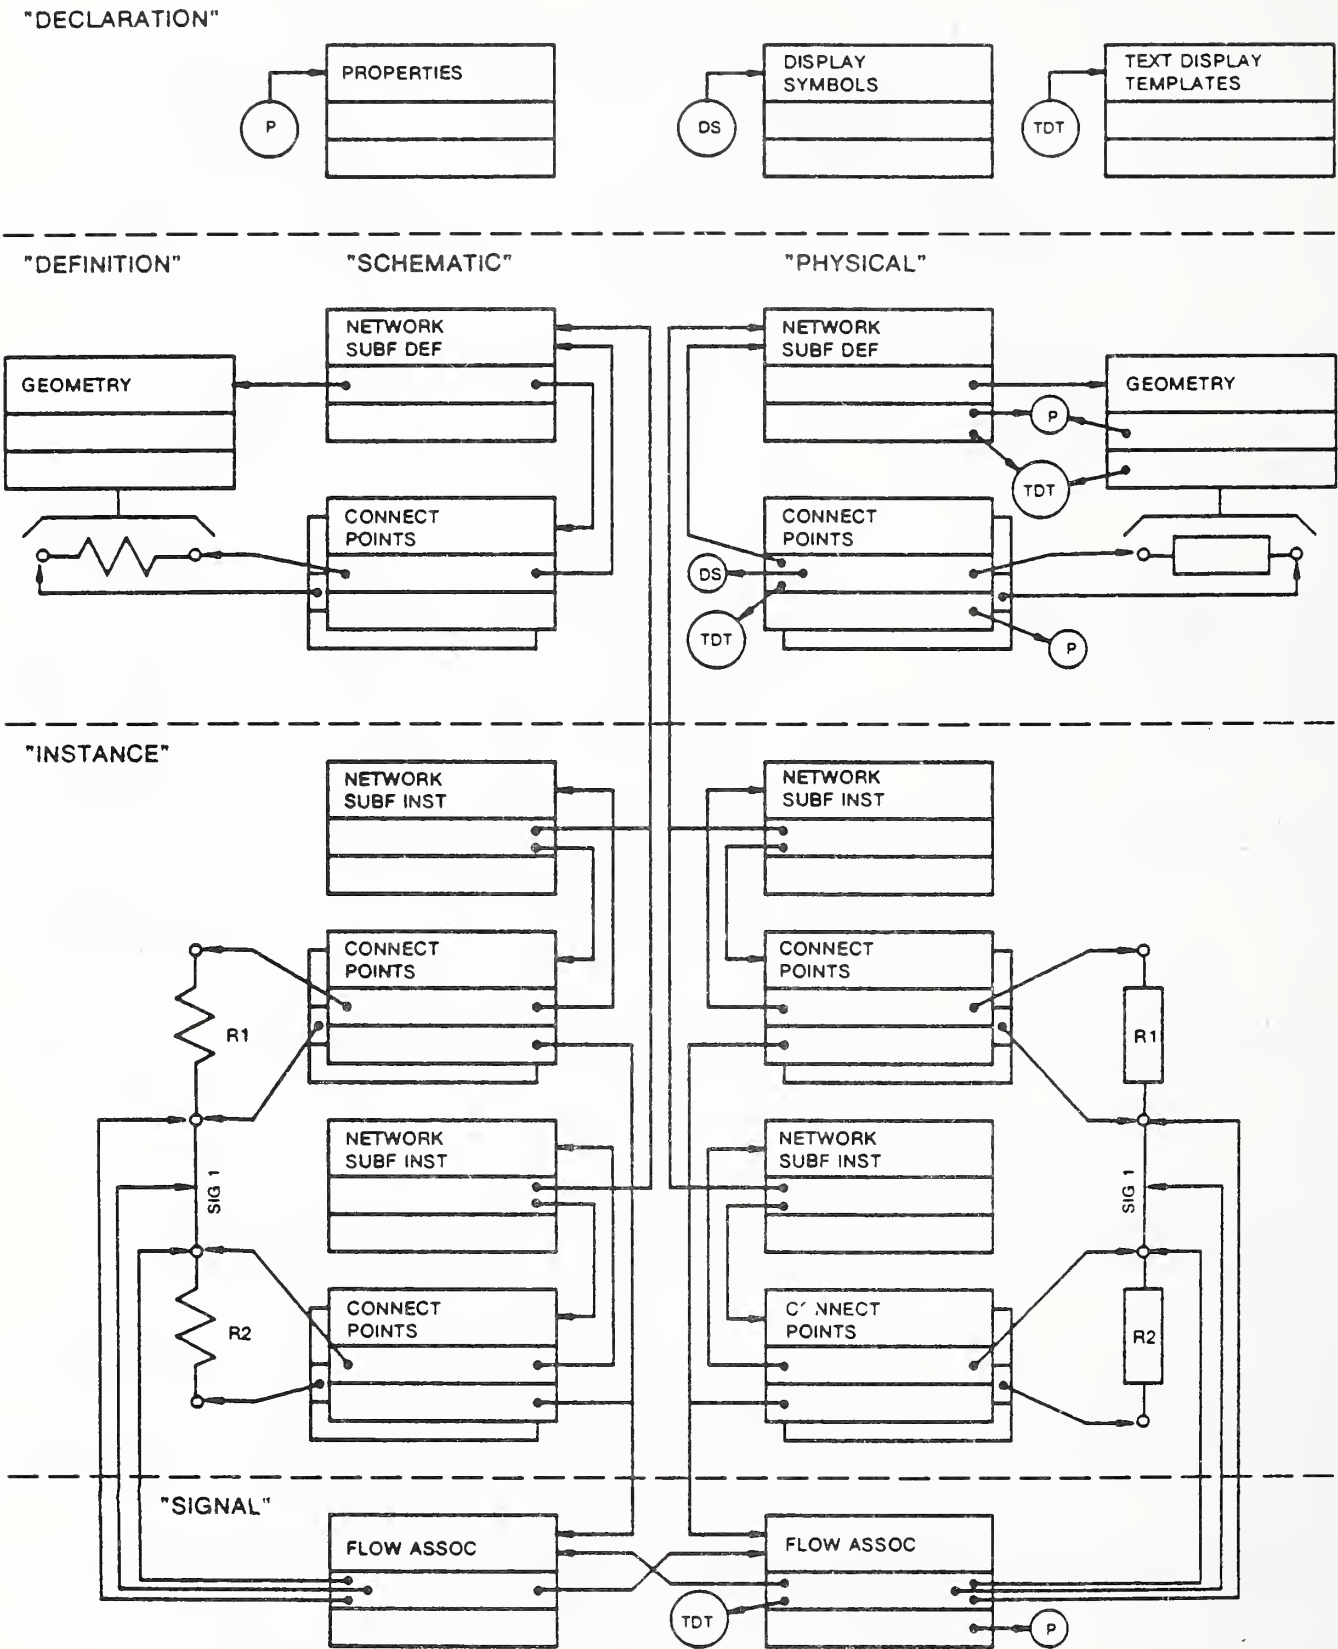 "DECLARATION"
PROPERTIES
P
DISPLAY
SYMBOLS
DS
TEXT DISPLAY
TEMPLATES
TDT
"DEFINITION"
"SCHEMATIC"
"PHYSICAL"
NETWORK
SUBF DEF
GEOMETRY
CONNECT
POINTS
NETWORK
SUBF DEF
GEOMETRY
P
TDT
CONNECT
POINTS
DS
TDT
P
"INSTANCE"
NETWORK
SUBF INST
NETWORK
SUBF INST
CONNECT
POINTS
R1
CONNECT
POINTS
R1
NETWORK
SUBF INST
SIG 1
NETWORK
SUBF INST
SIG 1
CONNECT
POINTS
R2
C NNECT
POINTS
R2
"SIGNAL"
FLOW ASSOC
FLOW ASSOC
TDT
P